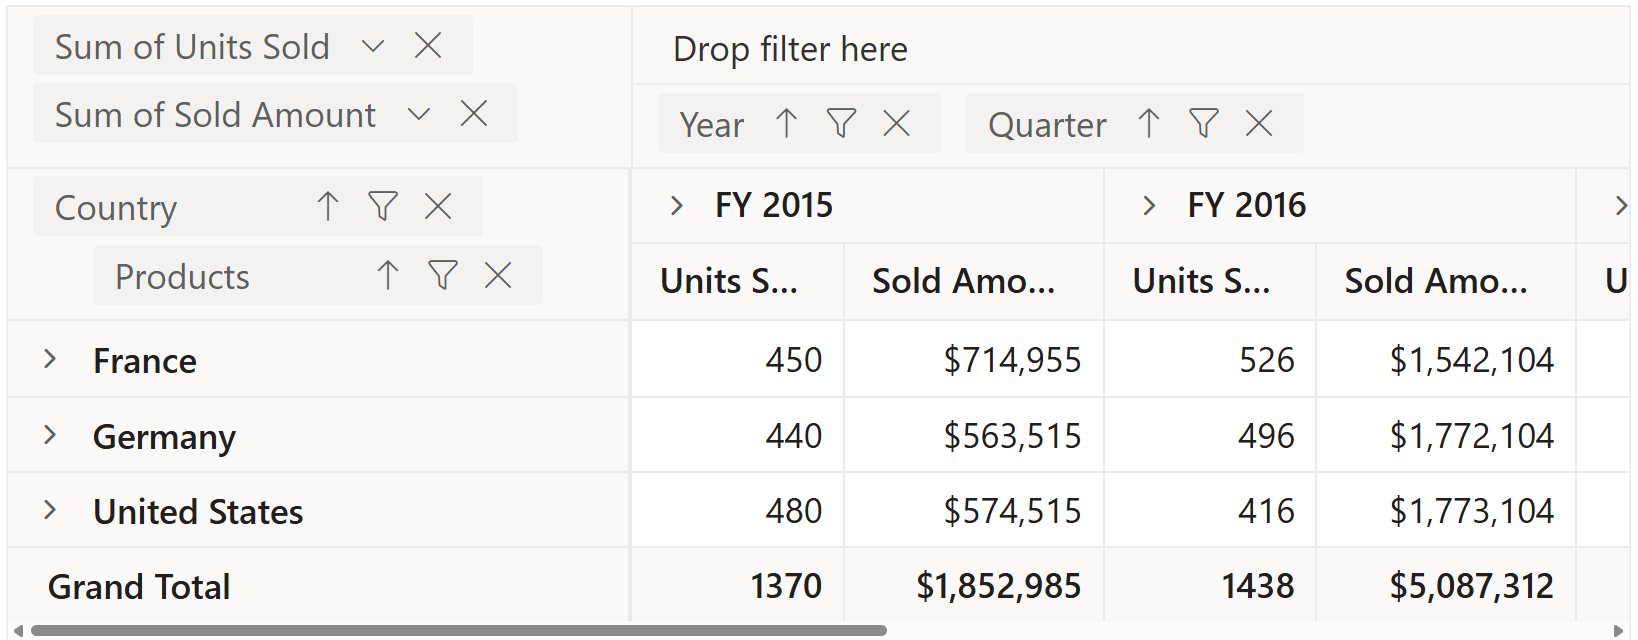 Sum of Units Sold
Drop filter here
Sum of Sold Amount
Year Quarter
Country
FY 2015 FY 2016
Products
Units S... Sold Amo... Units S... Sold Amo... U
France 450 $714,955 526 $1,542,104
Germany 440 $563,515 496 $1,772,104
United States 480 $574,515 416 $1,773,104
Grand Total 1370 $1,852,985 1438 $5,087,312